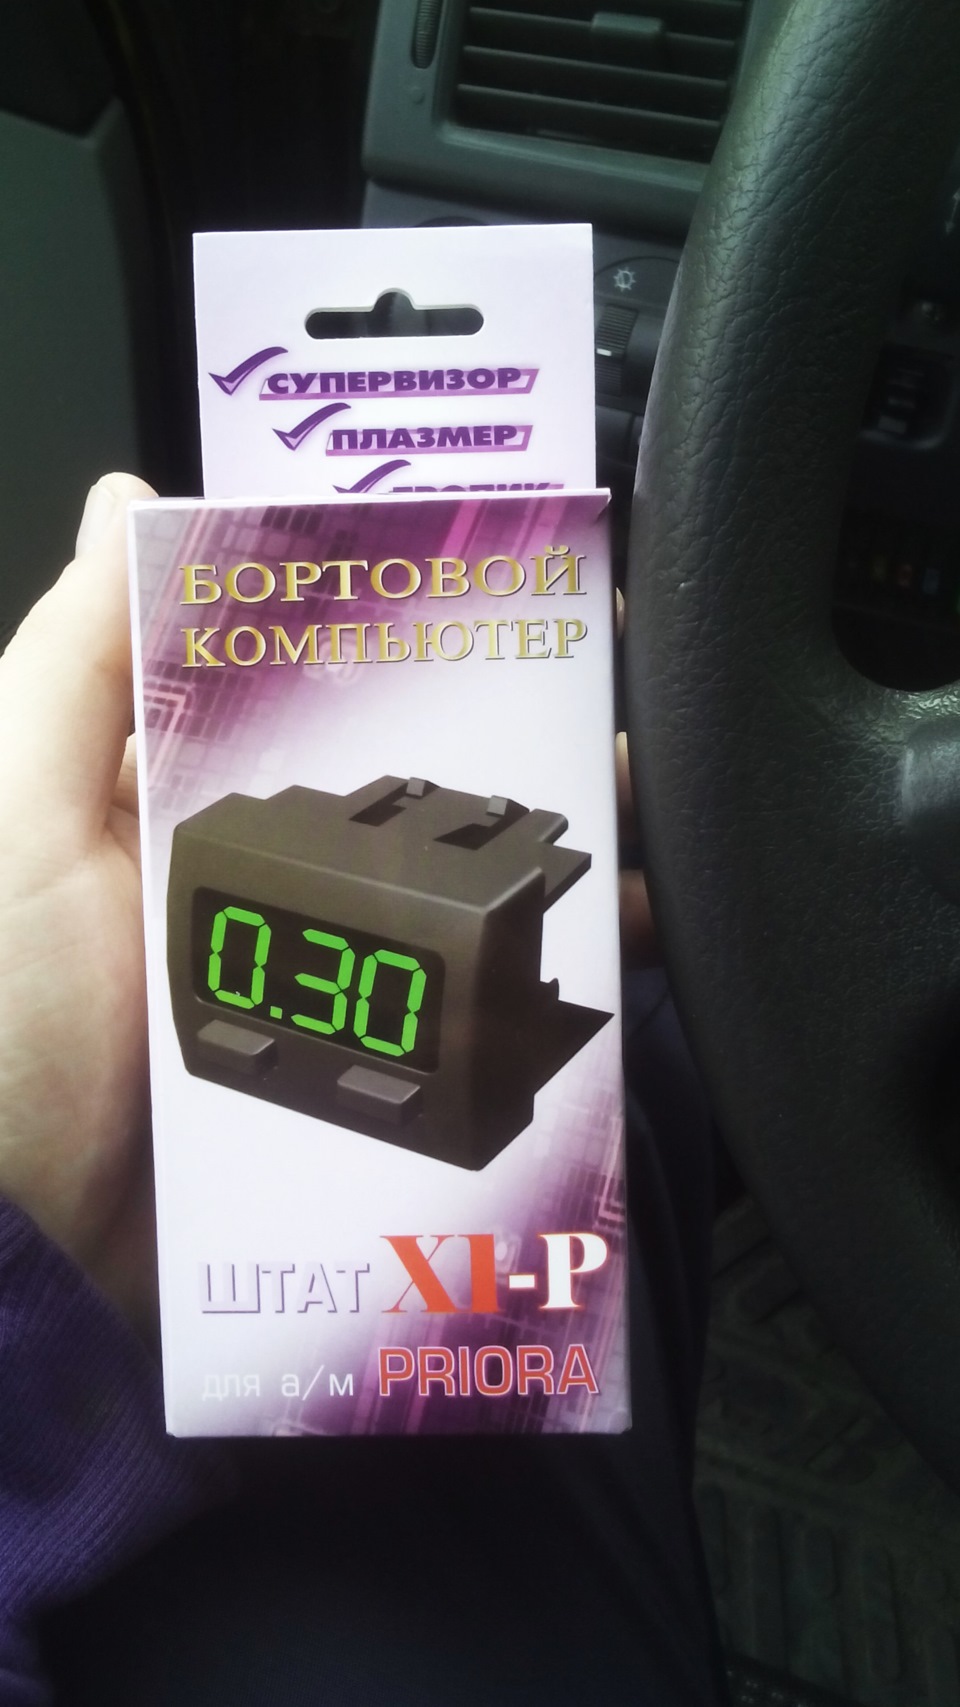 СУПЕРВИЗОР
ПЛАЗМЕР
БОРТОВОЙ
КОМПЬЮТЕР
0.30
ШТАТ X1-P
для а/м PRIORA